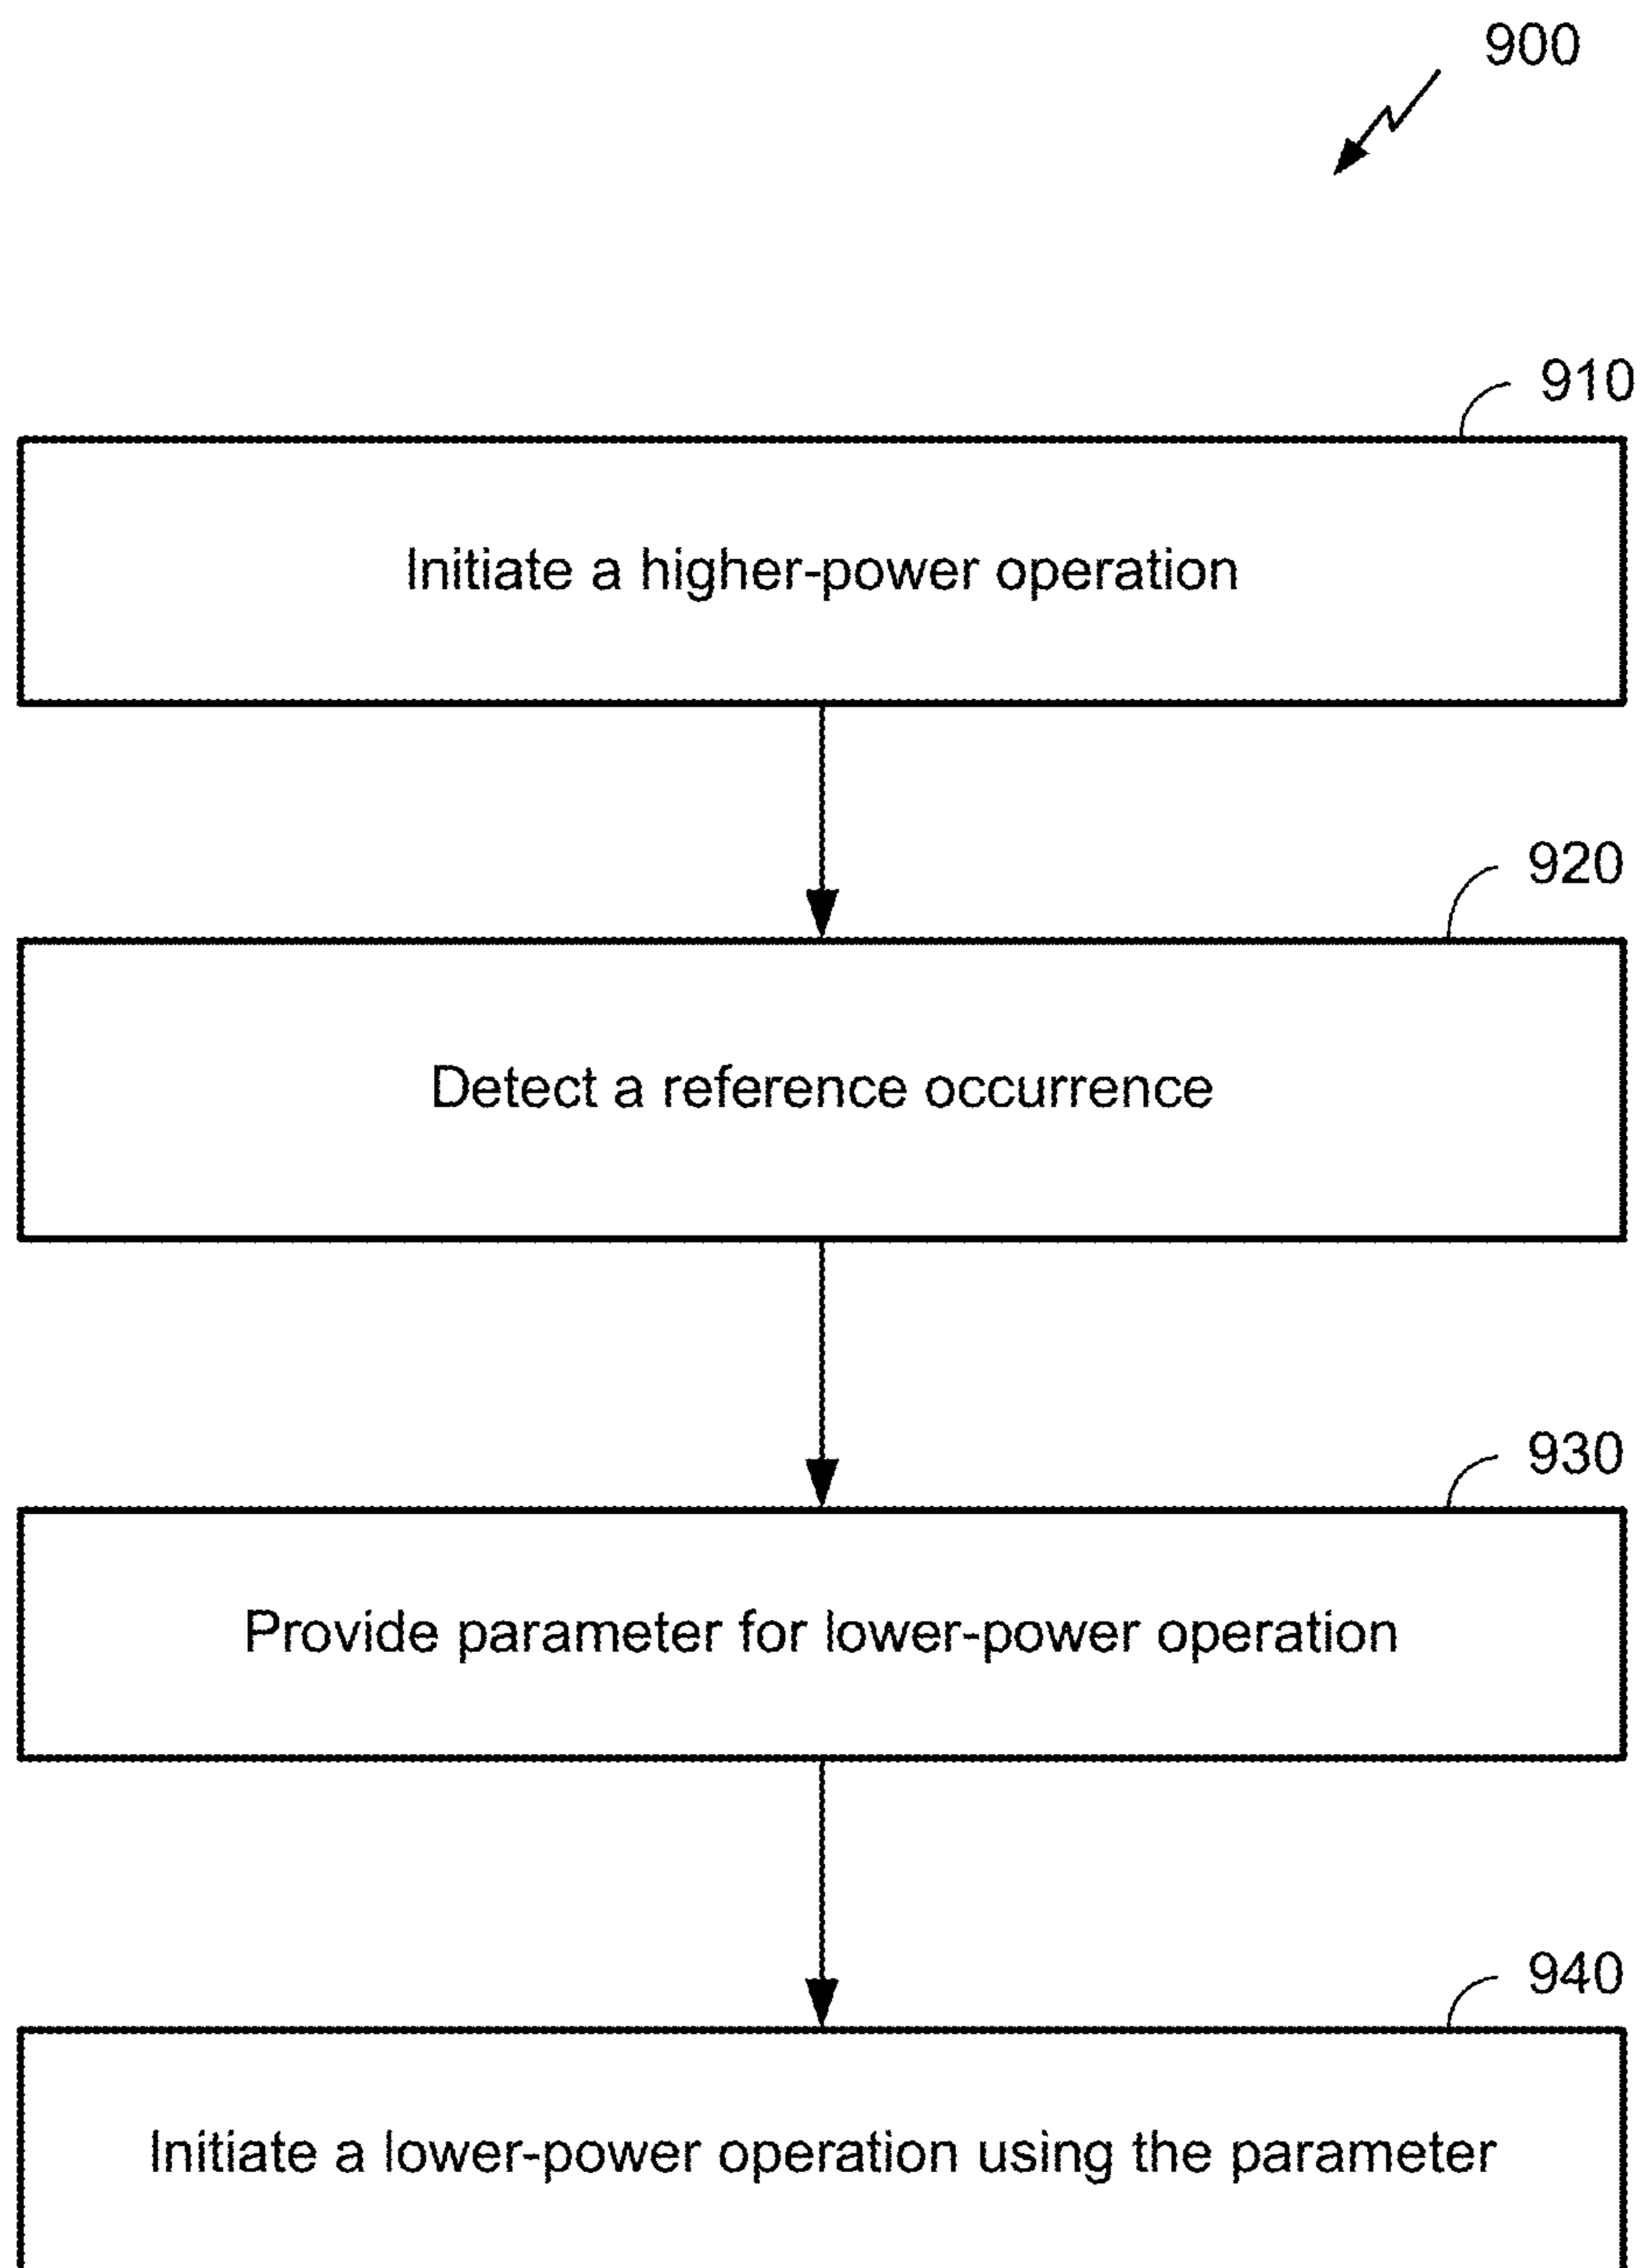 900
910
Initiate a higher-power operation
920
Detect a reference occurrence
930
Provide parameter for lower-power operation
940
Initiate a lower-power operation using the parameter